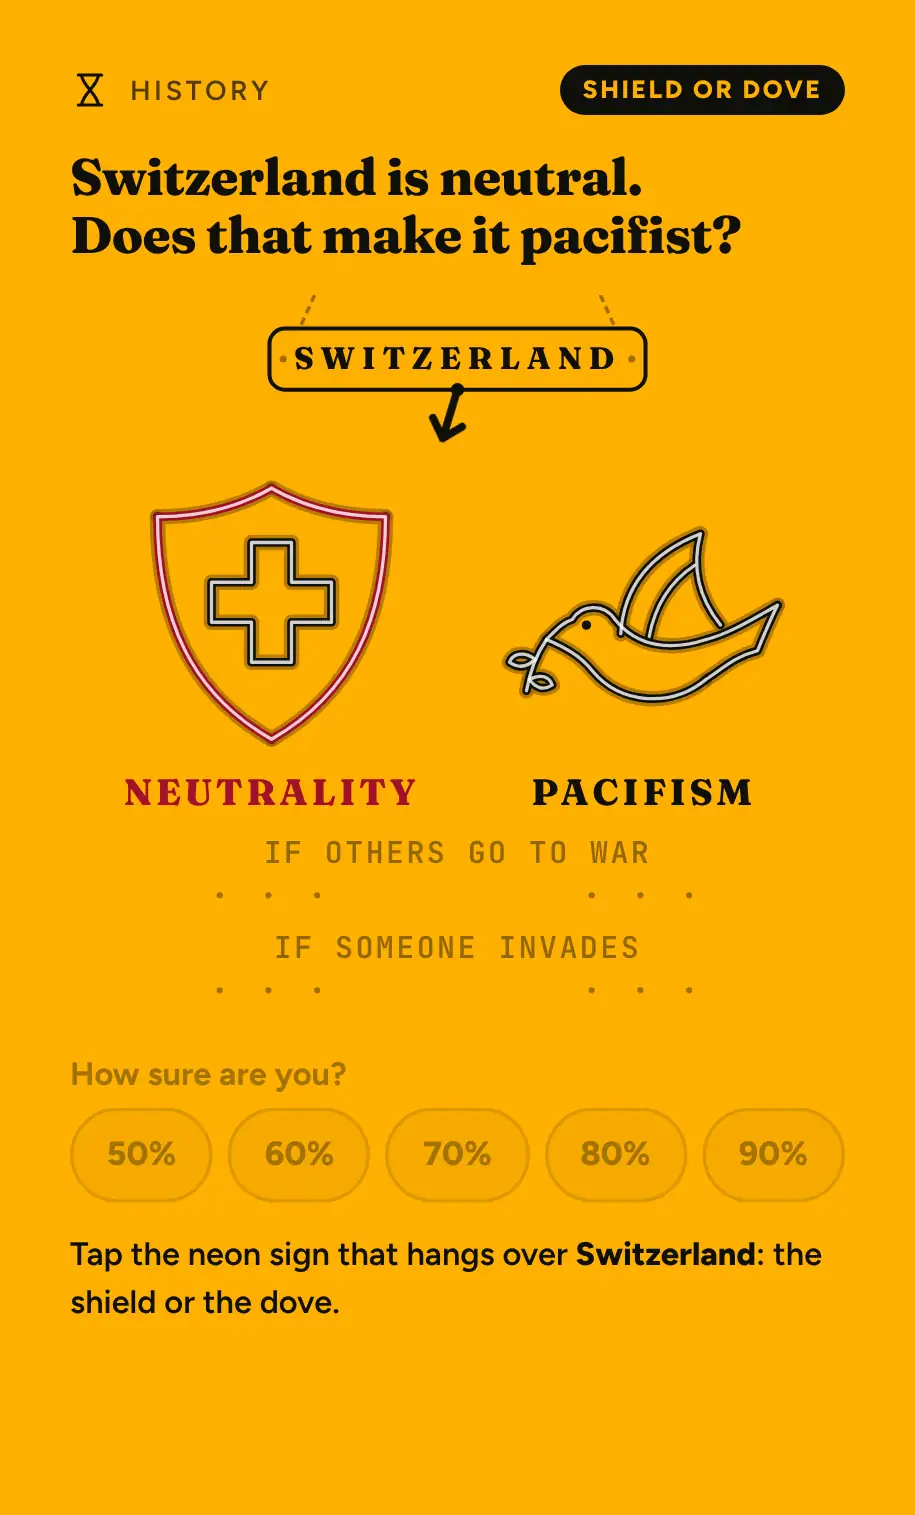 HISTORY
SHIELD OR DOVE
Switzerland is neutral.
Does that make it pacifist?
SWITZERLAND
NEUTRALITY
PACIFISM
IF OTHERS GO TO WAR
. . .
. . .
IF SOMEONE INVADES
. . .
. . .
How sure are you?
50%
60%
70%
80%
90%
Tap the neon sign that hangs over Switzerland: the
shield or the dove.